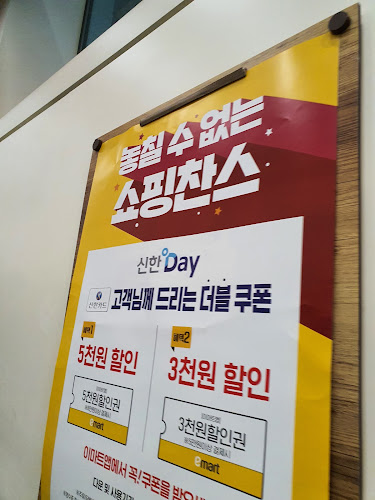 놓칠 수 없는
쇼핑찬스
신한Day
신한카드
고객님께 드리는 더블 쿠폰
혜택1
5천원 할인
5천원할인권
emart
혜택2
3천원 할인
3천원할인권
emart
이마트앱에서 꼭! 쿠폰을 받으